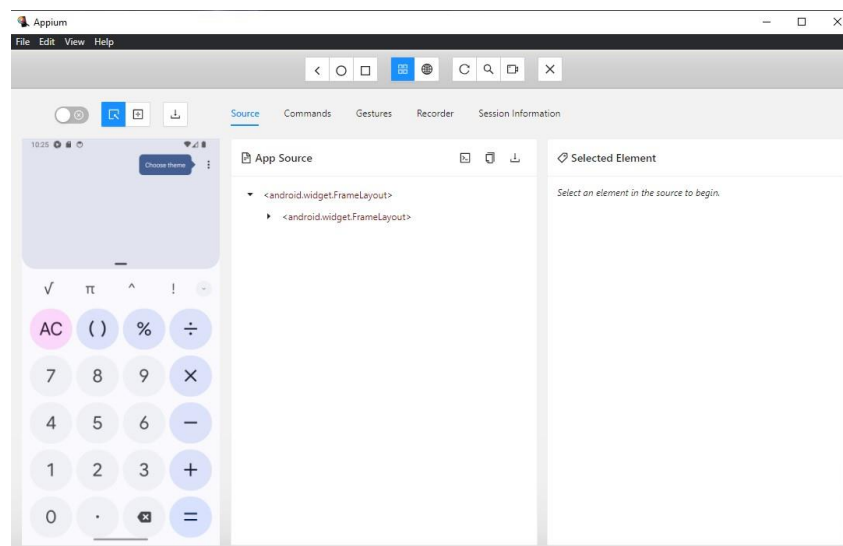 Appium
File Edit View Help
Source Commands Gestures Recorder Session Information
10:25
Choose theme
App Source
Selected Element
<android.widget.FrameLayout>
<android.widget.FrameLayout>
Select an element in the source to begin.
√ π ^ !
AC ( ) % ÷
7 8 9 ×
4 5 6 −
1 2 3 +
0 . =